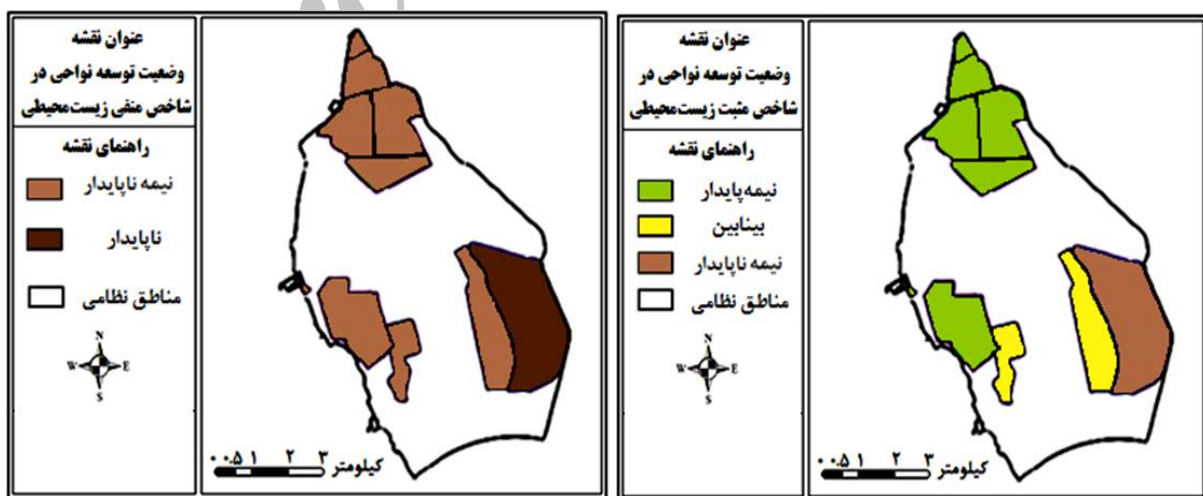 عنوان نقشه
وضعیت توسعه نواحی در
شاخص مثبت زیست‌محیطی
راهنمای نقشه
نیمه‌پایدار
بینابین
نیمه ناپایدار
مناطق نظامی
N
W E
S
۰ ۰.۵ ۱ ۲ ۳
کیلومتر
عنوان نقشه
وضعیت توسعه نواحی در
شاخص منفی زیست‌محیطی
راهنمای نقشه
نیمه ناپایدار
ناپایدار
مناطق نظامی
N
W E
S
۰ ۰.۵ ۱ ۲ ۳
کیلومتر